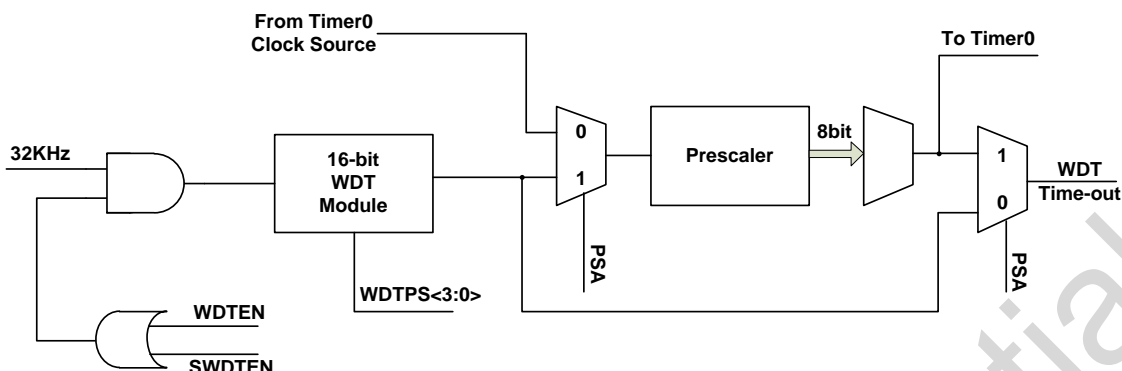 From Timer0
Clock Source
To Timer0
32KHz
16-bit
WDT
Module
0
1
Prescaler
8bit
1
0
WDT
Time-out
PSA
PSA
WDTPS<3:0>
WDTEN
SWDTEN
tial